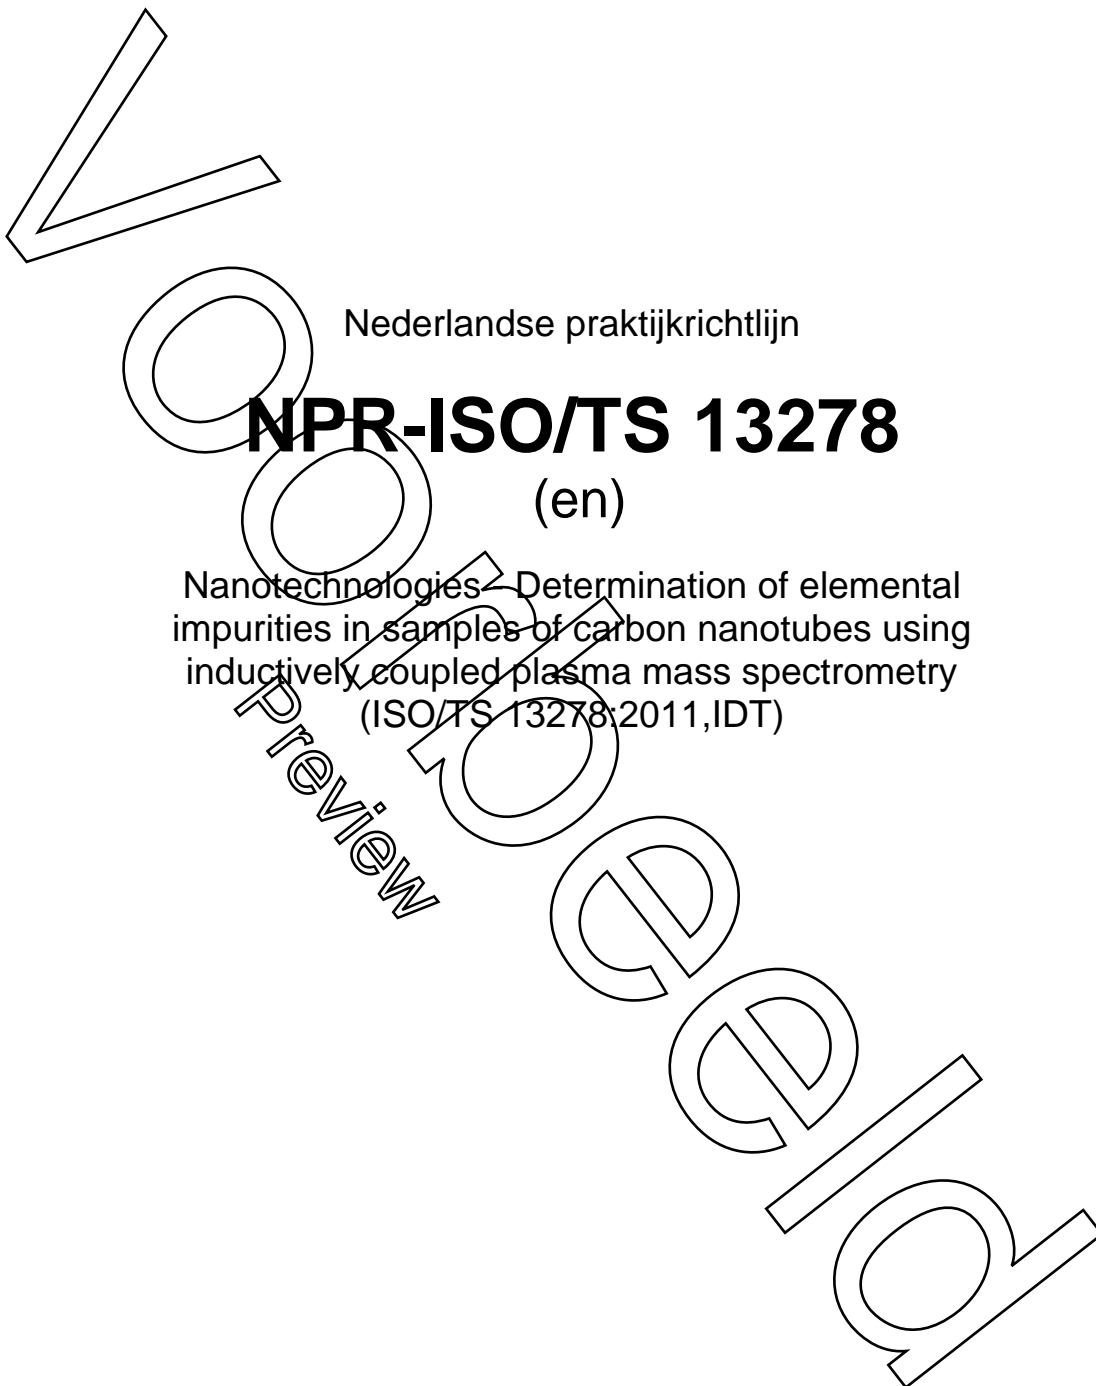 Nederlandse praktijkrichtlijn
NPR-ISO/TS 13278
(en)
Nanotechnologies – Determination of elemental
impurities in samples of carbon nanotubes using
inductively coupled plasma mass spectrometry
(ISO/TS 13278:2011,IDT)
Voorbeeld
Preview